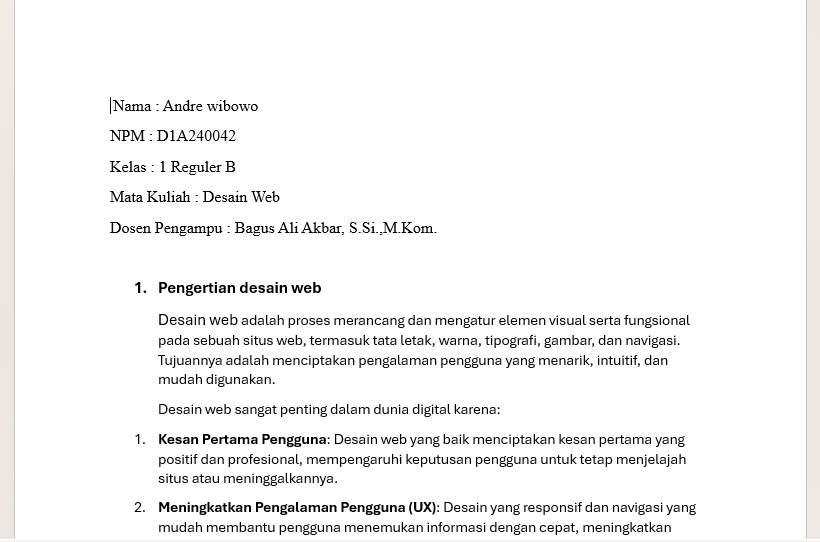 Nama : Andre wibowo
NPM : D1A240042
Kelas : 1 Reguler B
Mata Kuliah : Desain Web
Dosen Pengampu : Bagus Ali Akbar, S.Si.,M.Kom.
1. Pengertian desain web
Desain web adalah proses merancang dan mengatur elemen visual serta fungsional
pada sebuah situs web, termasuk tata letak, warna, tipografi, gambar, dan navigasi.
Tujuannya adalah menciptakan pengalaman pengguna yang menarik, intuitif, dan
mudah digunakan.
Desain web sangat penting dalam dunia digital karena:
1. Kesan Pertama Pengguna: Desain web yang baik menciptakan kesan pertama yang
positif dan profesional, mempengaruhi keputusan pengguna untuk tetap menjelajah
situs atau meninggalkannya.
2. Meningkatkan Pengalaman Pengguna (UX): Desain yang responsif dan navigasi yang
mudah membantu pengguna menemukan informasi dengan cepat, meningkatkan